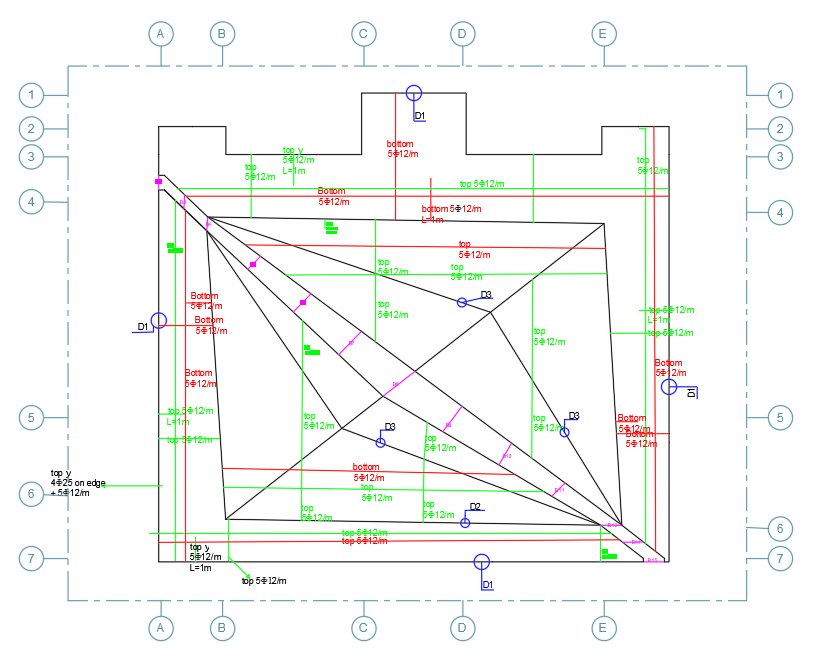 A
B
C
D
E
1
1
D1
2
2
bottom
5Φ12/m
top y
5Φ12/m
L=1m
3
3
top
5Φ12/m
top
5Φ12/m
top 5Φ12/m
Bottom
5Φ12/m
4
4
bottom 5Φ12/m
L=1m
top
5Φ12/m
top
5Φ12/m
top
5Φ12/m
Bottom
5Φ12/m
D3
top
5Φ12/m
top 5Φ12/m
L=1m
Bottom
5Φ12/m
D1
top
5Φ12/m
top 5Φ12/m
Bottom
5Φ12/m
Bottom
5Φ12/m
D1
top 5Φ12/m
L=1m
top
5Φ12/m
D3
D3
Bottom
5Φ12/m
5
5
top 5Φ12/m
top
5Φ12/m
Bottom
5Φ12/m
top y
4Φ25 on edge
+ 5Φ12/m
bottom
5Φ12/m
6
top
5Φ12/m
top
5Φ12/m
top
5Φ12/m
D2
6
top 5Φ12/m
top 5Φ12/m
top y
5Φ12/m
L=1m
7
7
top 5Φ12/m
D1
A
B
C
D
E